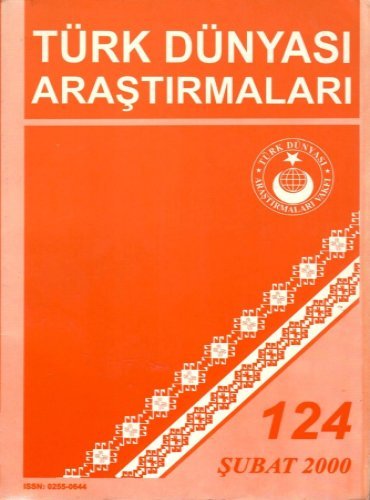 TÜRK DÜNYASI
ARAŞTIRMALARI
TÜRK DÜNYASI
ARAŞTIRMALARI VAKFI
124
ŞUBAT 2000
ISSN: 0255-0644